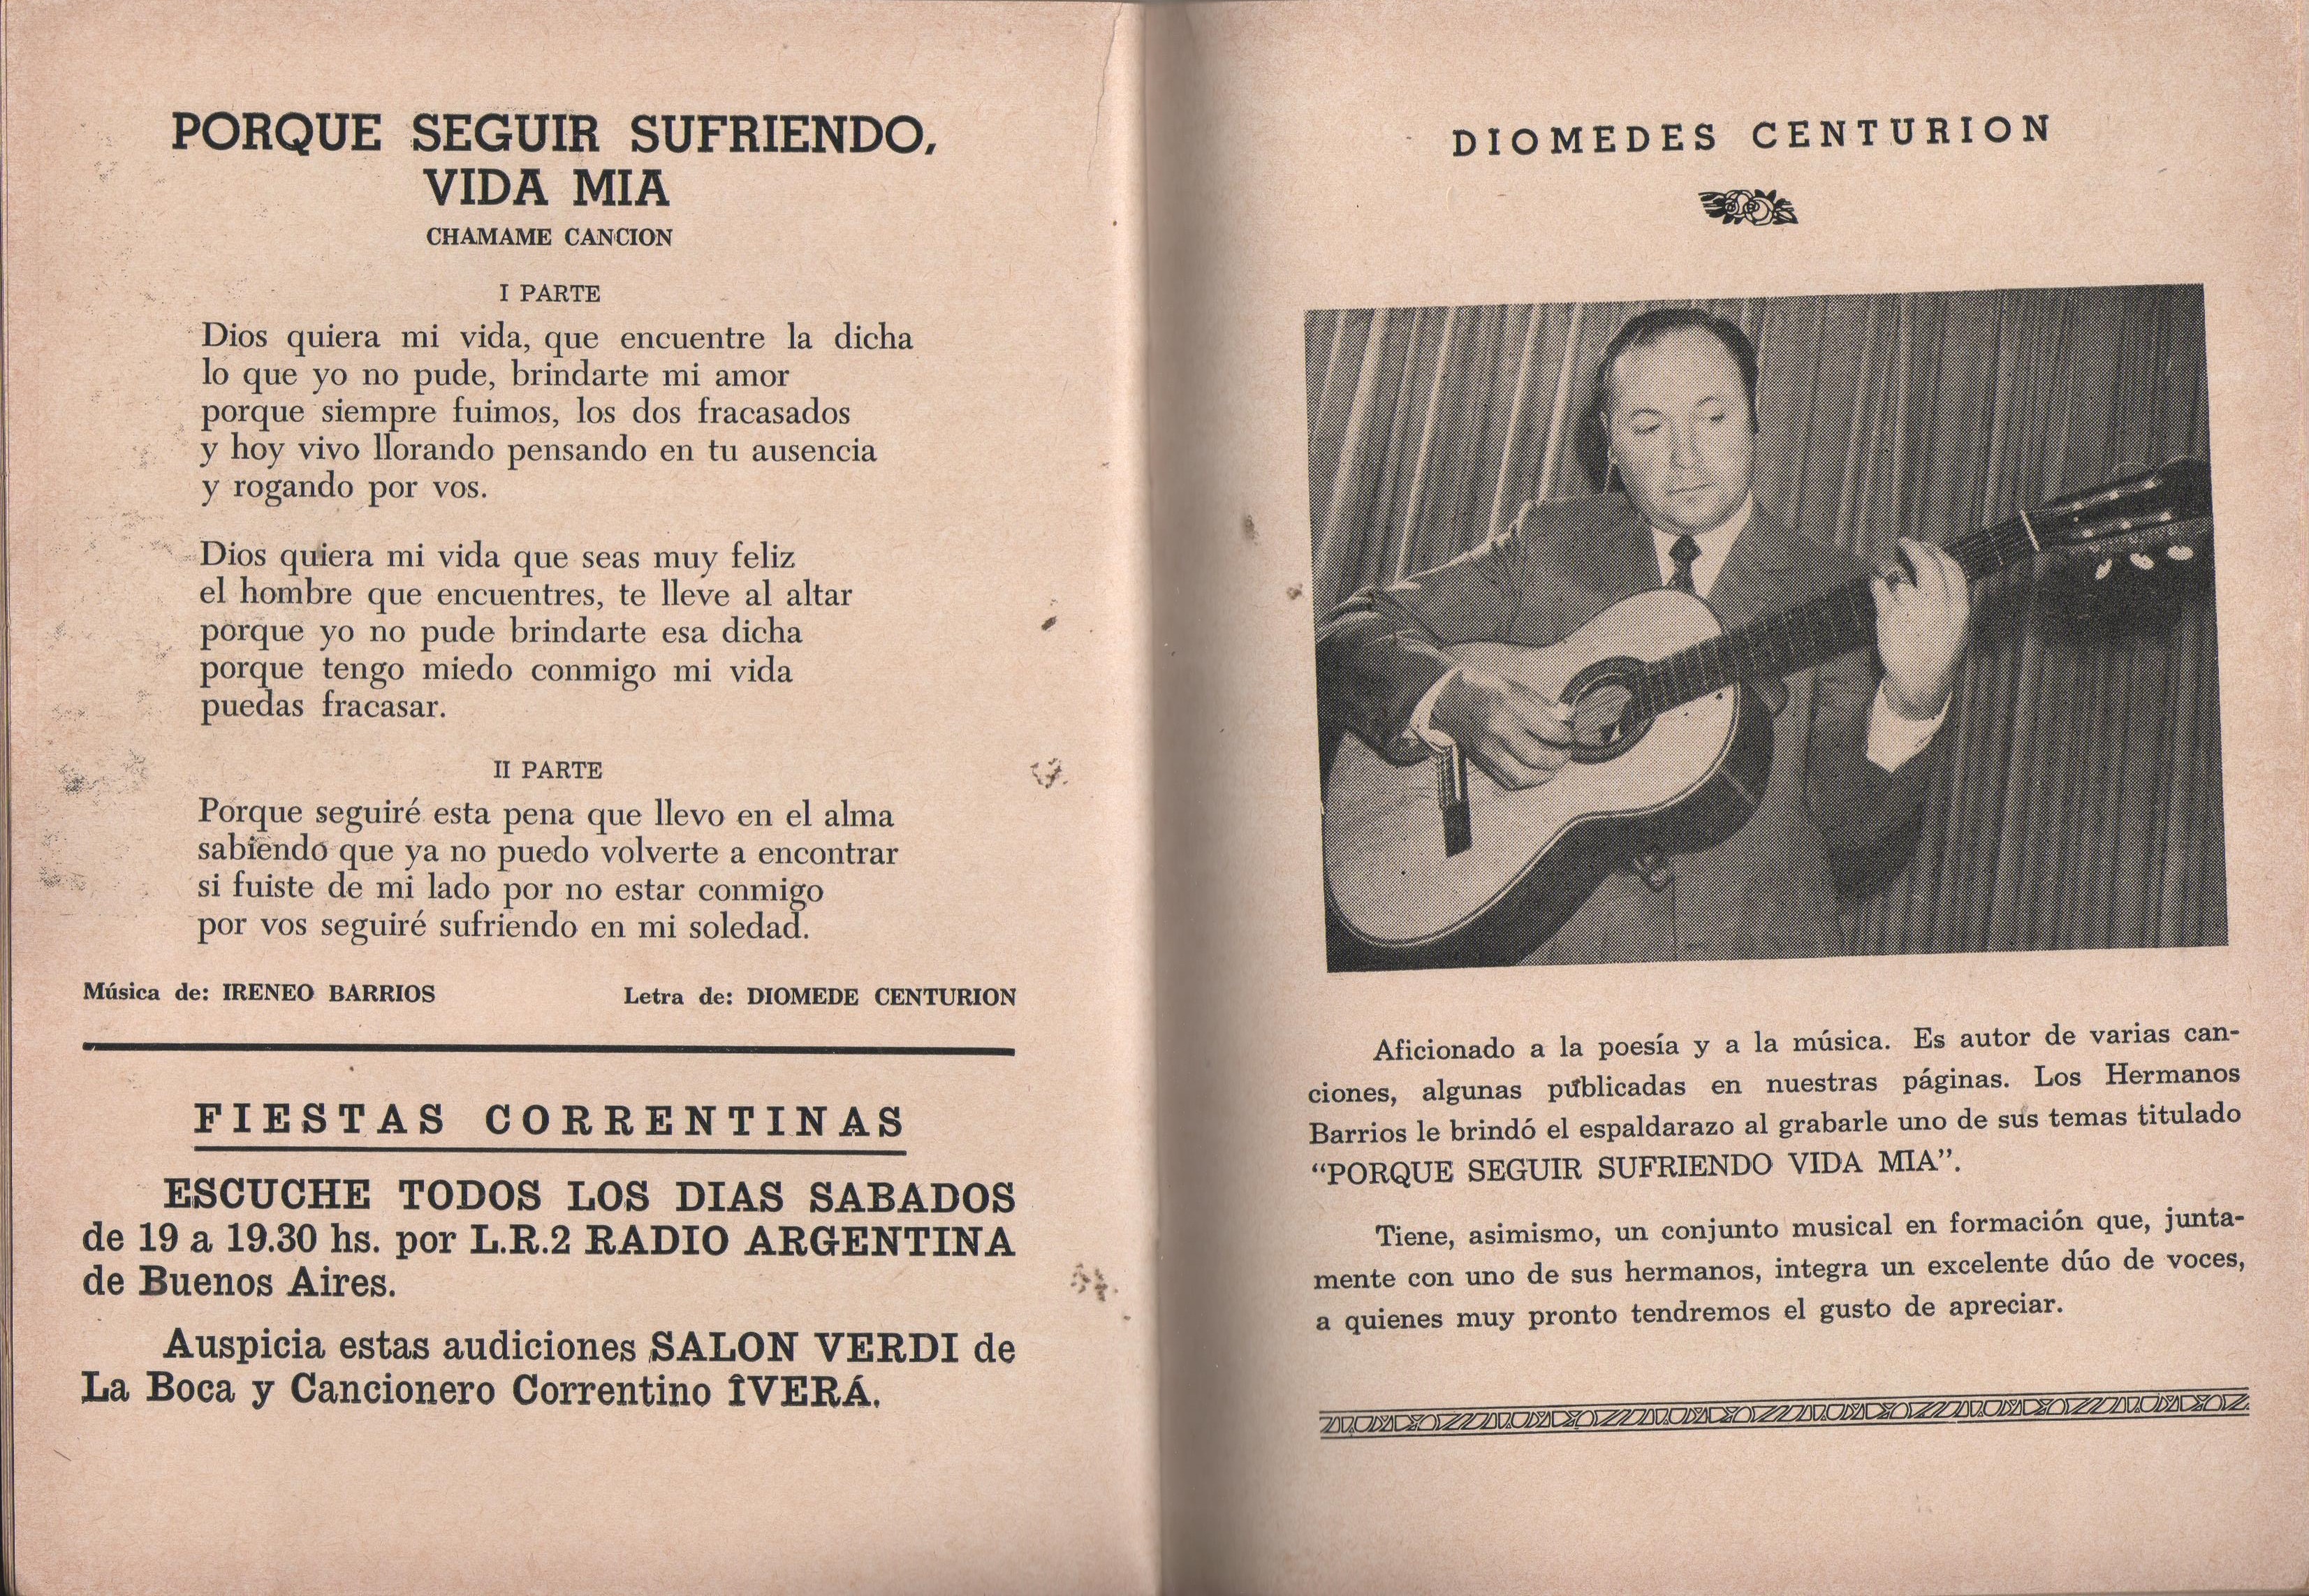 PORQUE SEGUIR SUFRIENDO,
VIDA MIA
CHAMAME CANCION
I PARTE
Dios quiera mi vida, que encuentre la dicha
lo que yo no pude, brindarte mi amor
porque siempre fuimos, los dos fracasados
y hoy vivo llorando pensando en tu ausencia
y rogando por vos.
Dios quiera mi vida que seas muy feliz
el hombre que encuentres, te lleve al altar
porque yo no pude brindarte esa dicha
porque tengo miedo conmigo mi vida
puedas fracasar.
II PARTE
Porque seguiré esta pena que llevo en el alma
sabiendo que ya no puedo volverte a encontrar
si fuiste de mi lado por no estar conmigo
por vos seguiré sufriendo en mi soledad.
Música de: IRENEO BARRIOS Letra de: DIOMEDE CENTURION
FIESTAS CORRENTINAS
ESCUCHE TODOS LOS DIAS SABADOS
de 19 a 19.30 hs. por L.R.2 RADIO ARGENTINA
de Buenos Aires.
Auspicia estas audiciones SALON VERDI de
La Boca y Cancionero Correntino ÎVERÁ.
DIOMEDES CENTURION
Aficionado a la poesía y a la música. Es autor de varias can-
ciones, algunas publicadas en nuestras páginas. Los Hermanos
Barrios le brindó el espaldarazo al grabarle uno de sus temas titulado
“PORQUE SEGUIR SUFRIENDO VIDA MIA”.
Tiene, asimismo, un conjunto musical en formación que, junta-
mente con uno de sus hermanos, integra un excelente dúo de voces,
a quienes muy pronto tendremos el gusto de apreciar.